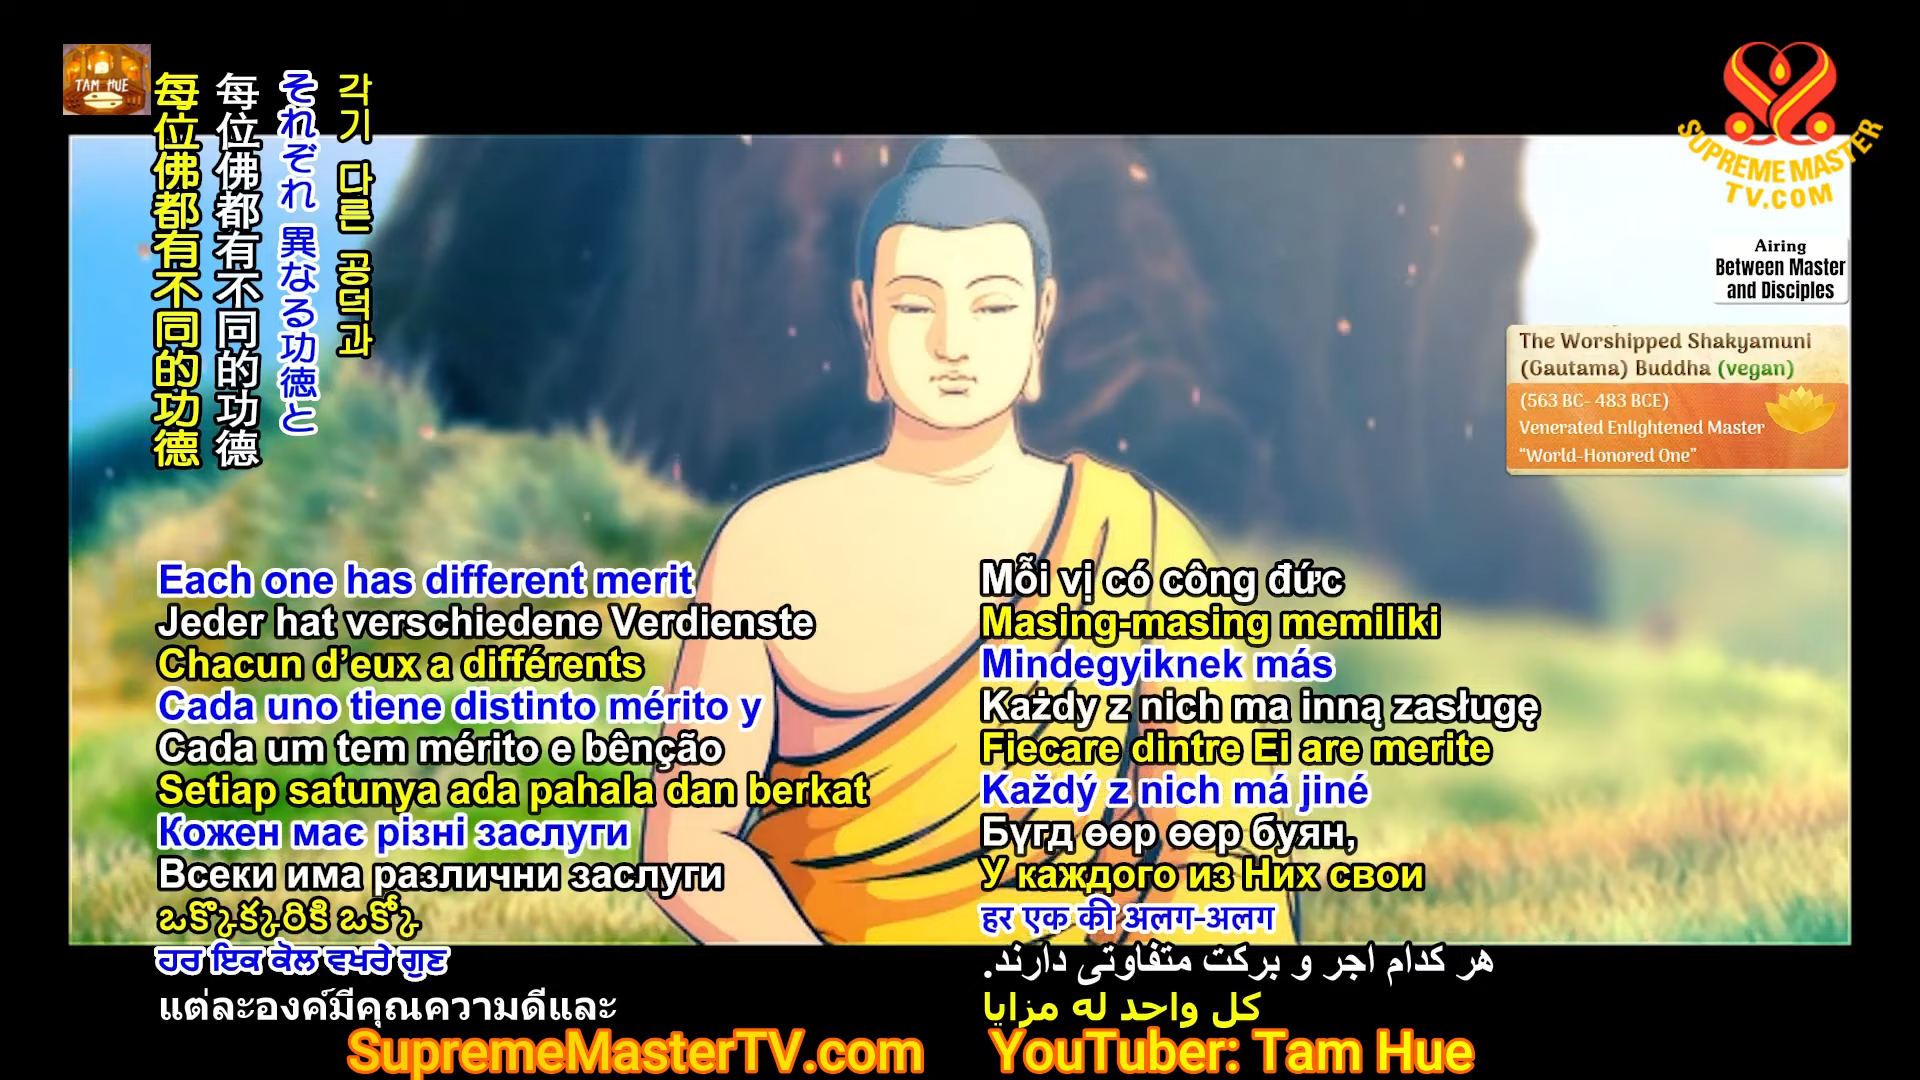 TAM HUE
每位佛都有不同的功德
每位佛都有不同的功德
それぞれ 異なる功徳と
각기 다른 공덕과
SUPREME MASTER
TV.COM
Airing
Between Master
and Disciples
The Worshipped Shakyamuni
(Gautama) Buddha (vegan)
(563 BC- 483 BCE)
Venerated Enlightened Master
“World-Honored One”
Each one has different merit
Jeder hat verschiedene Verdienste
Chacun d’eux a différents
Cada uno tiene distinto mérito y
Cada um tem mérito e bênção
Setiap satunya ada pahala dan berkat
Кожен має різні заслуги
Всеки има различни заслуги
ఒక్కొక్కరికి ఒక్కో
ਹਰ ਇਕ ਕੋਲ ਵਖਰੇ ਗੁਣ
แต่ละองค์มีคุณความดีและ
Mỗi vị có công đức
Masing-masing memiliki
Mindegyiknek más
Każdy z nich ma inną zasługę
Fiecare dintre Ei are merite
Každý z nich má jiné
Бүгд өөр өөр буян,
У каждого из Них свои
हर एक की अलग-अलग
هر کدام اجر و برکت متفاوتی دارند.
كل واحد له مزايا
SupremeMasterTV.com
YouTuber: Tam Hue